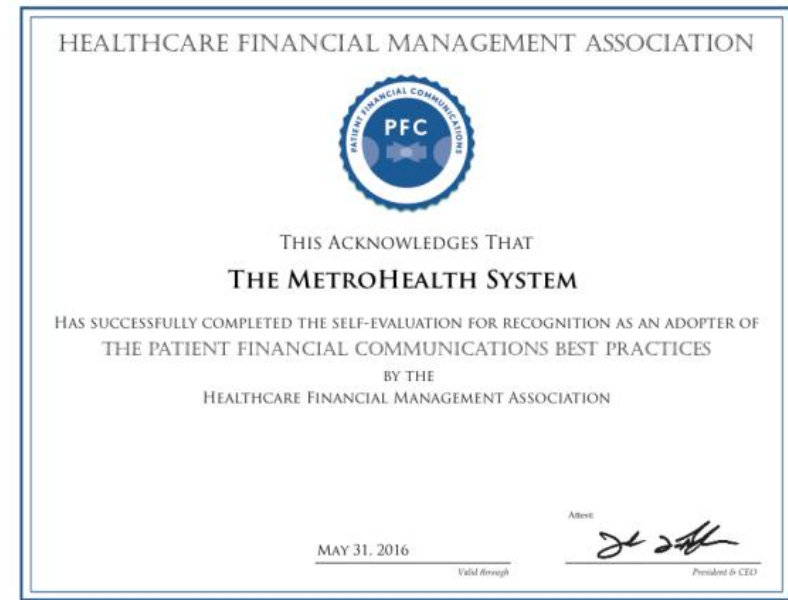 HEALTHCARE FINANCIAL MANAGEMENT ASSOCIATION
PATIENT FINANCIAL COMMUNICATIONS
PFC
THIS ACKNOWLEDGES THAT
THE METROHEALTH SYSTEM
HAS SUCCESSFULLY COMPLETED THE SELF-EVALUATION FOR RECOGNITION AS AN ADOPTER OF
THE PATIENT FINANCIAL COMMUNICATIONS BEST PRACTICES
BY THE
HEALTHCARE FINANCIAL MANAGEMENT ASSOCIATION
Attest:
MAY 31, 2016
Valid through
President & CEO